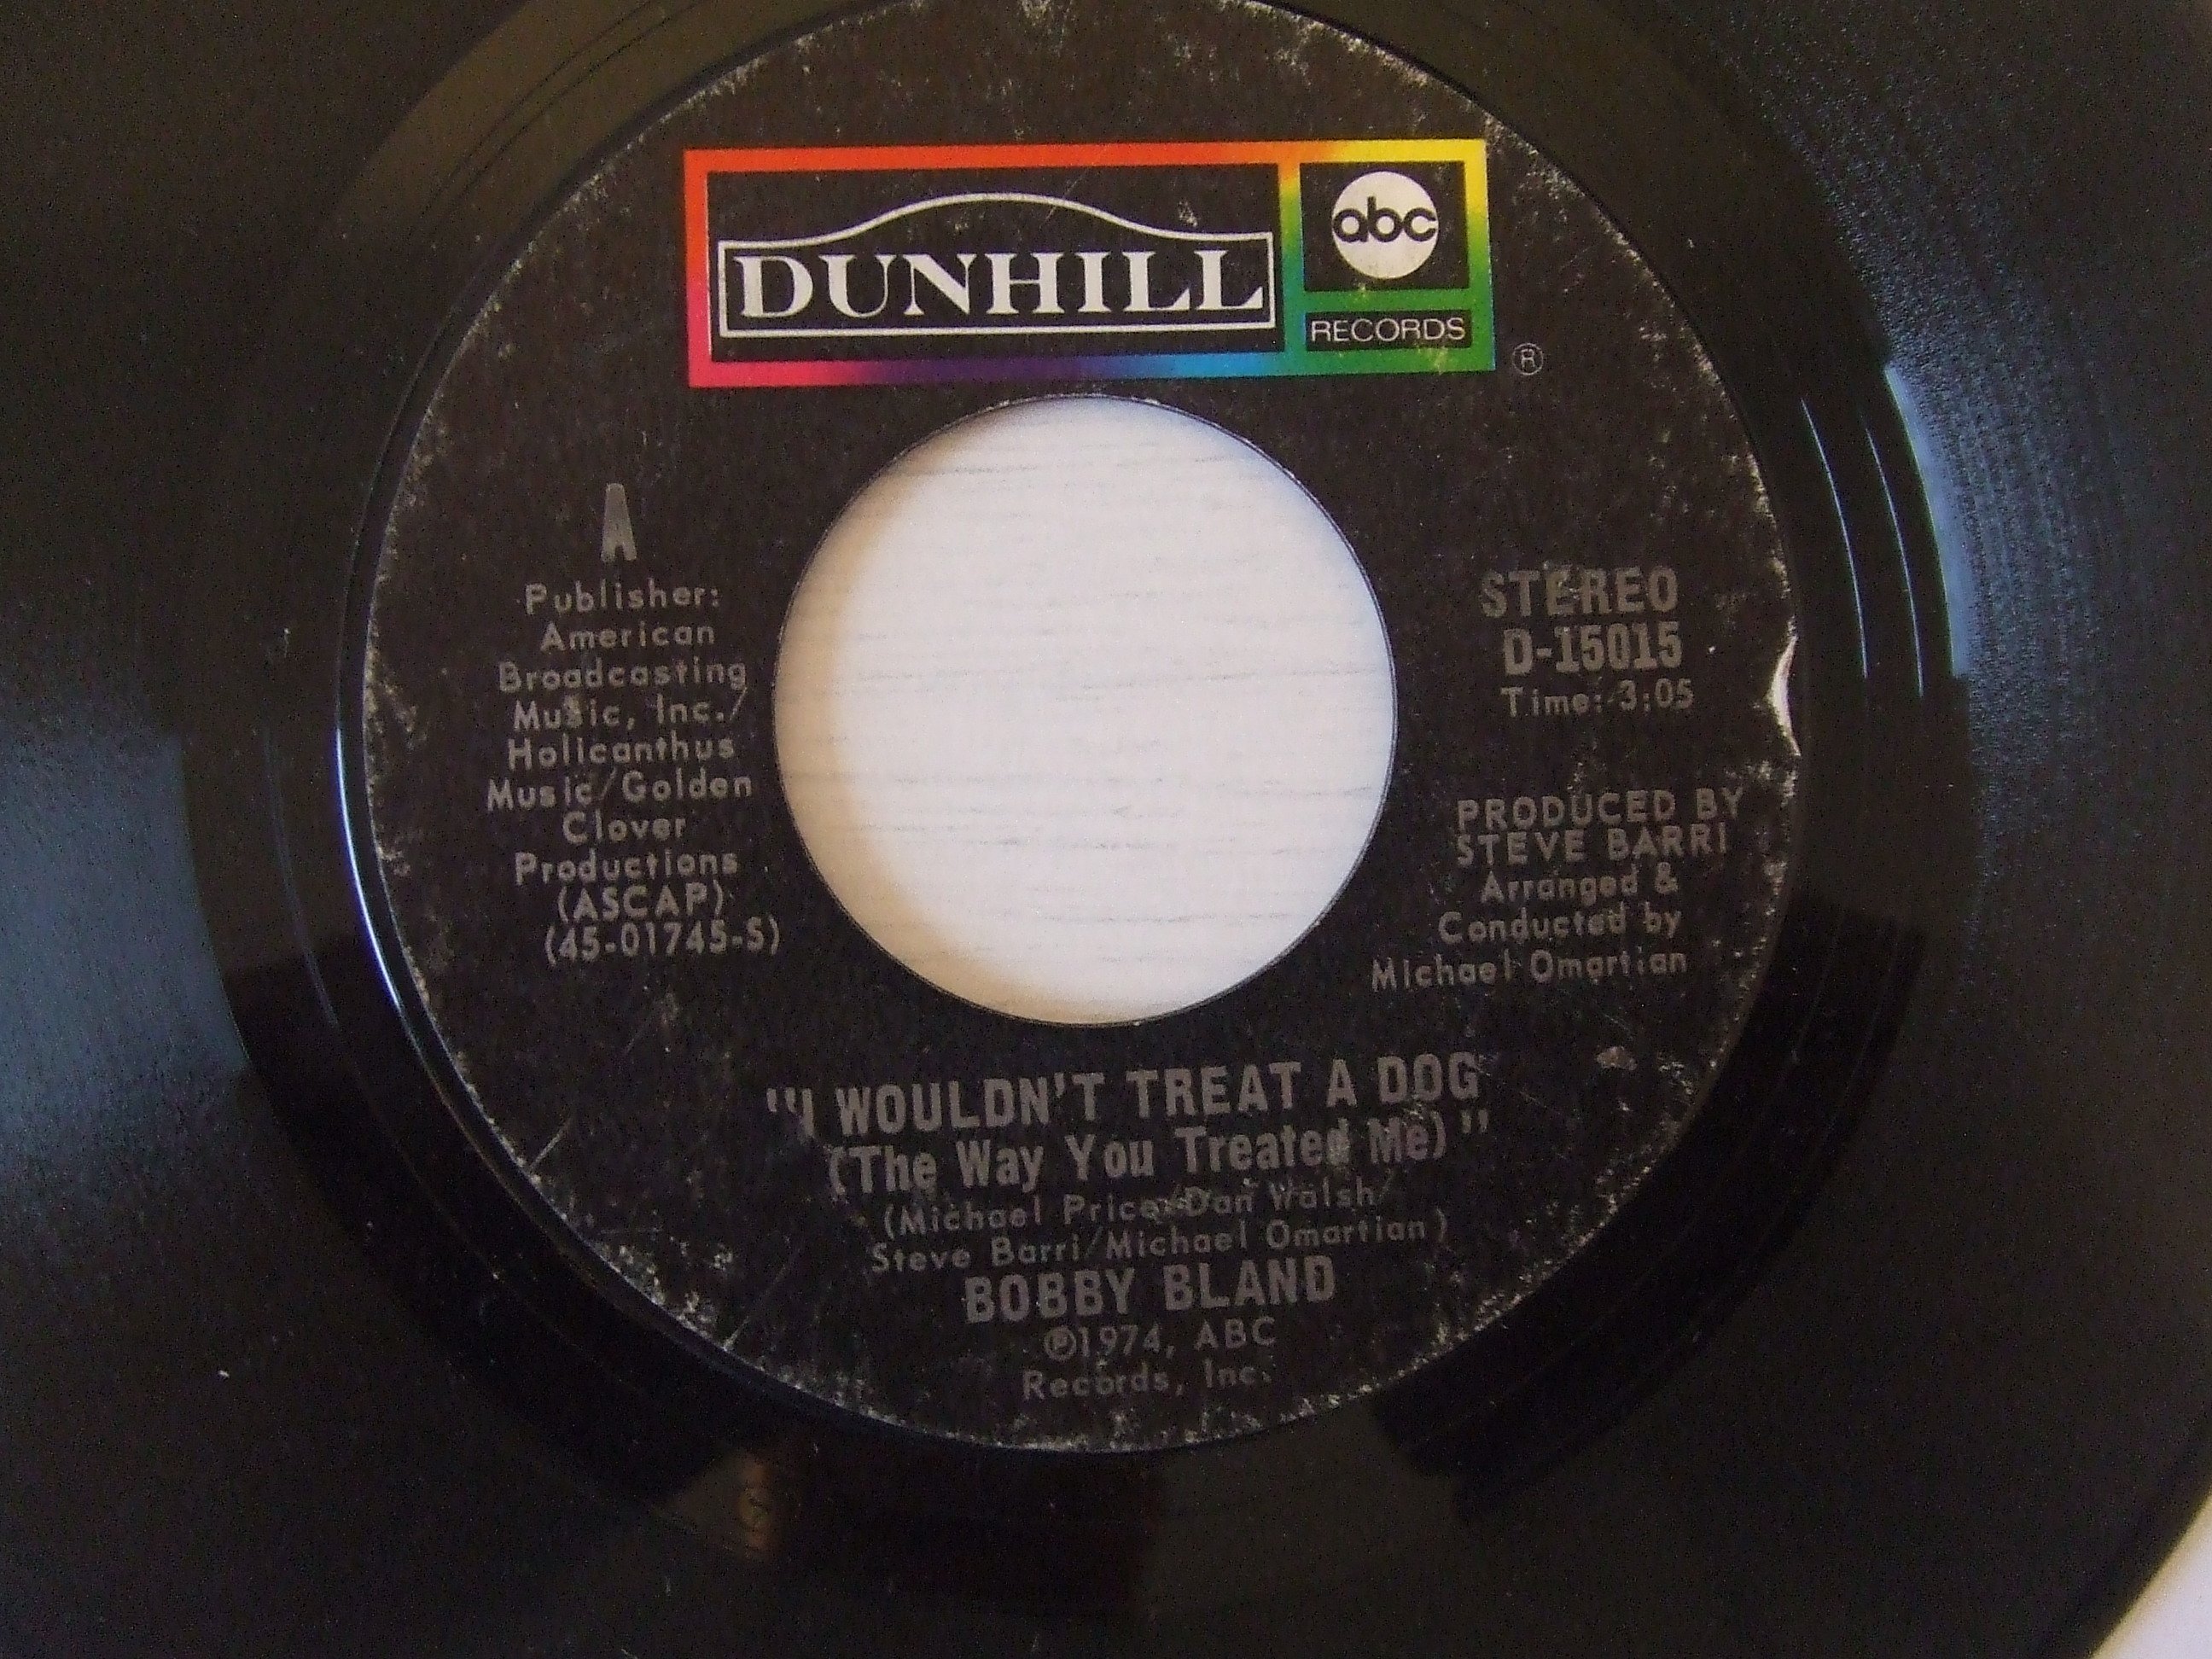 DUNHILL
abc
RECORDS
®
A
Publisher:
American
Broadcasting
Music, Inc./
Holicanthus
Music/Golden
Clover
Productions
(ASCAP)
(45-01745-S)
STEREO
D-15015
Time: 3:05
PRODUCED BY
STEVE BARRI
Arranged &
Conducted by
Michael Omartian
"I WOULDN'T TREAT A DOG
(The Way You Treated Me)"
(Michael Price/Dan Walsh/
Steve Barri/Michael Omartian)
BOBBY BLAND
℗1974, ABC
Records, Inc.